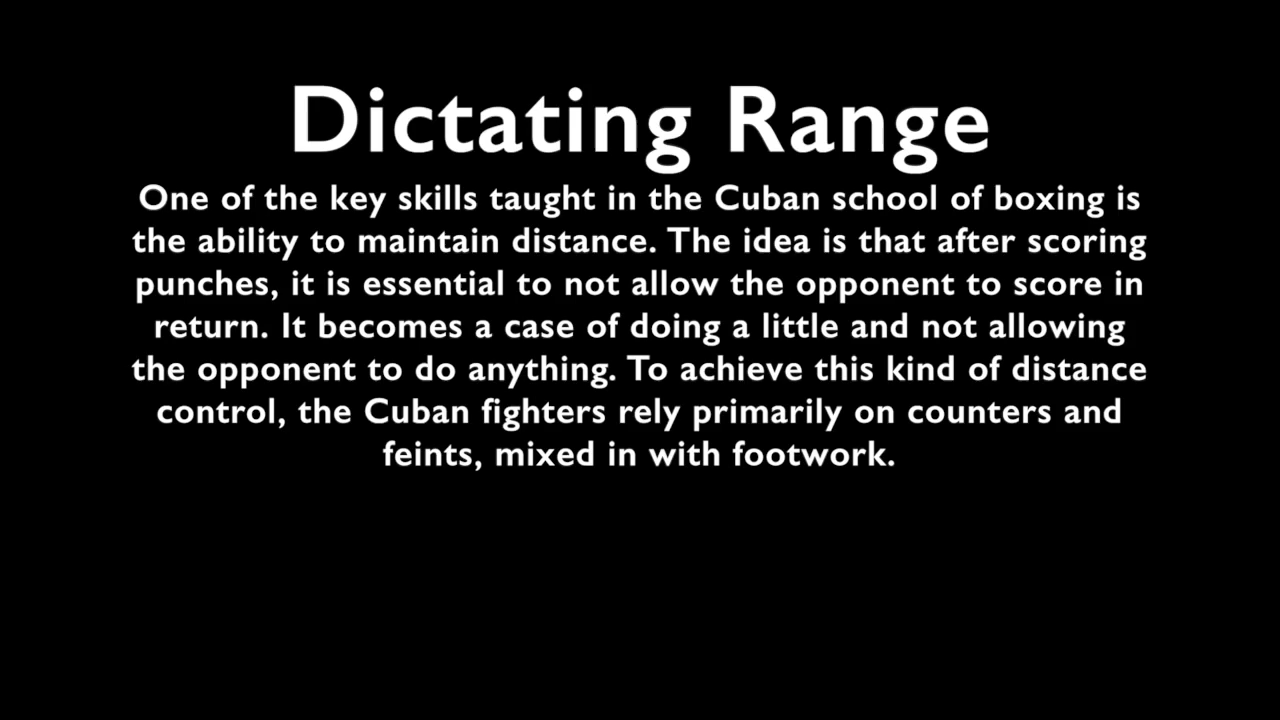 Dictating Range
One of the key skills taught in the Cuban school of boxing is
the ability to maintain distance. The idea is that after scoring
punches, it is essential to not allow the opponent to score in
return. It becomes a case of doing a little and not allowing
the opponent to do anything. To achieve this kind of distance
control, the Cuban fighters rely primarily on counters and
feints, mixed in with footwork.